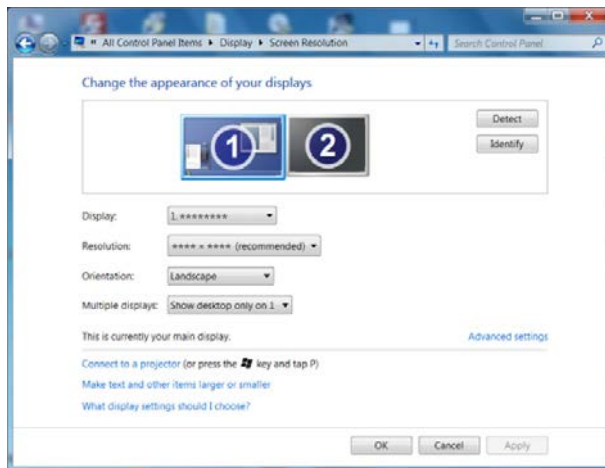 « All Control Panel Items ▸ Display ▸ Screen Resolution
Search Control Panel
Change the appearance of your displays
1
2
Detect
Identify
Display: 1. ********
Resolution: **** × **** (recommended)
Orientation: Landscape
Multiple displays: Show desktop only on 1
This is currently your main display.
Advanced settings
Connect to a projector (or press the key and tap P)
Make text and other items larger or smaller
What display settings should I choose?
OK
Cancel
Apply